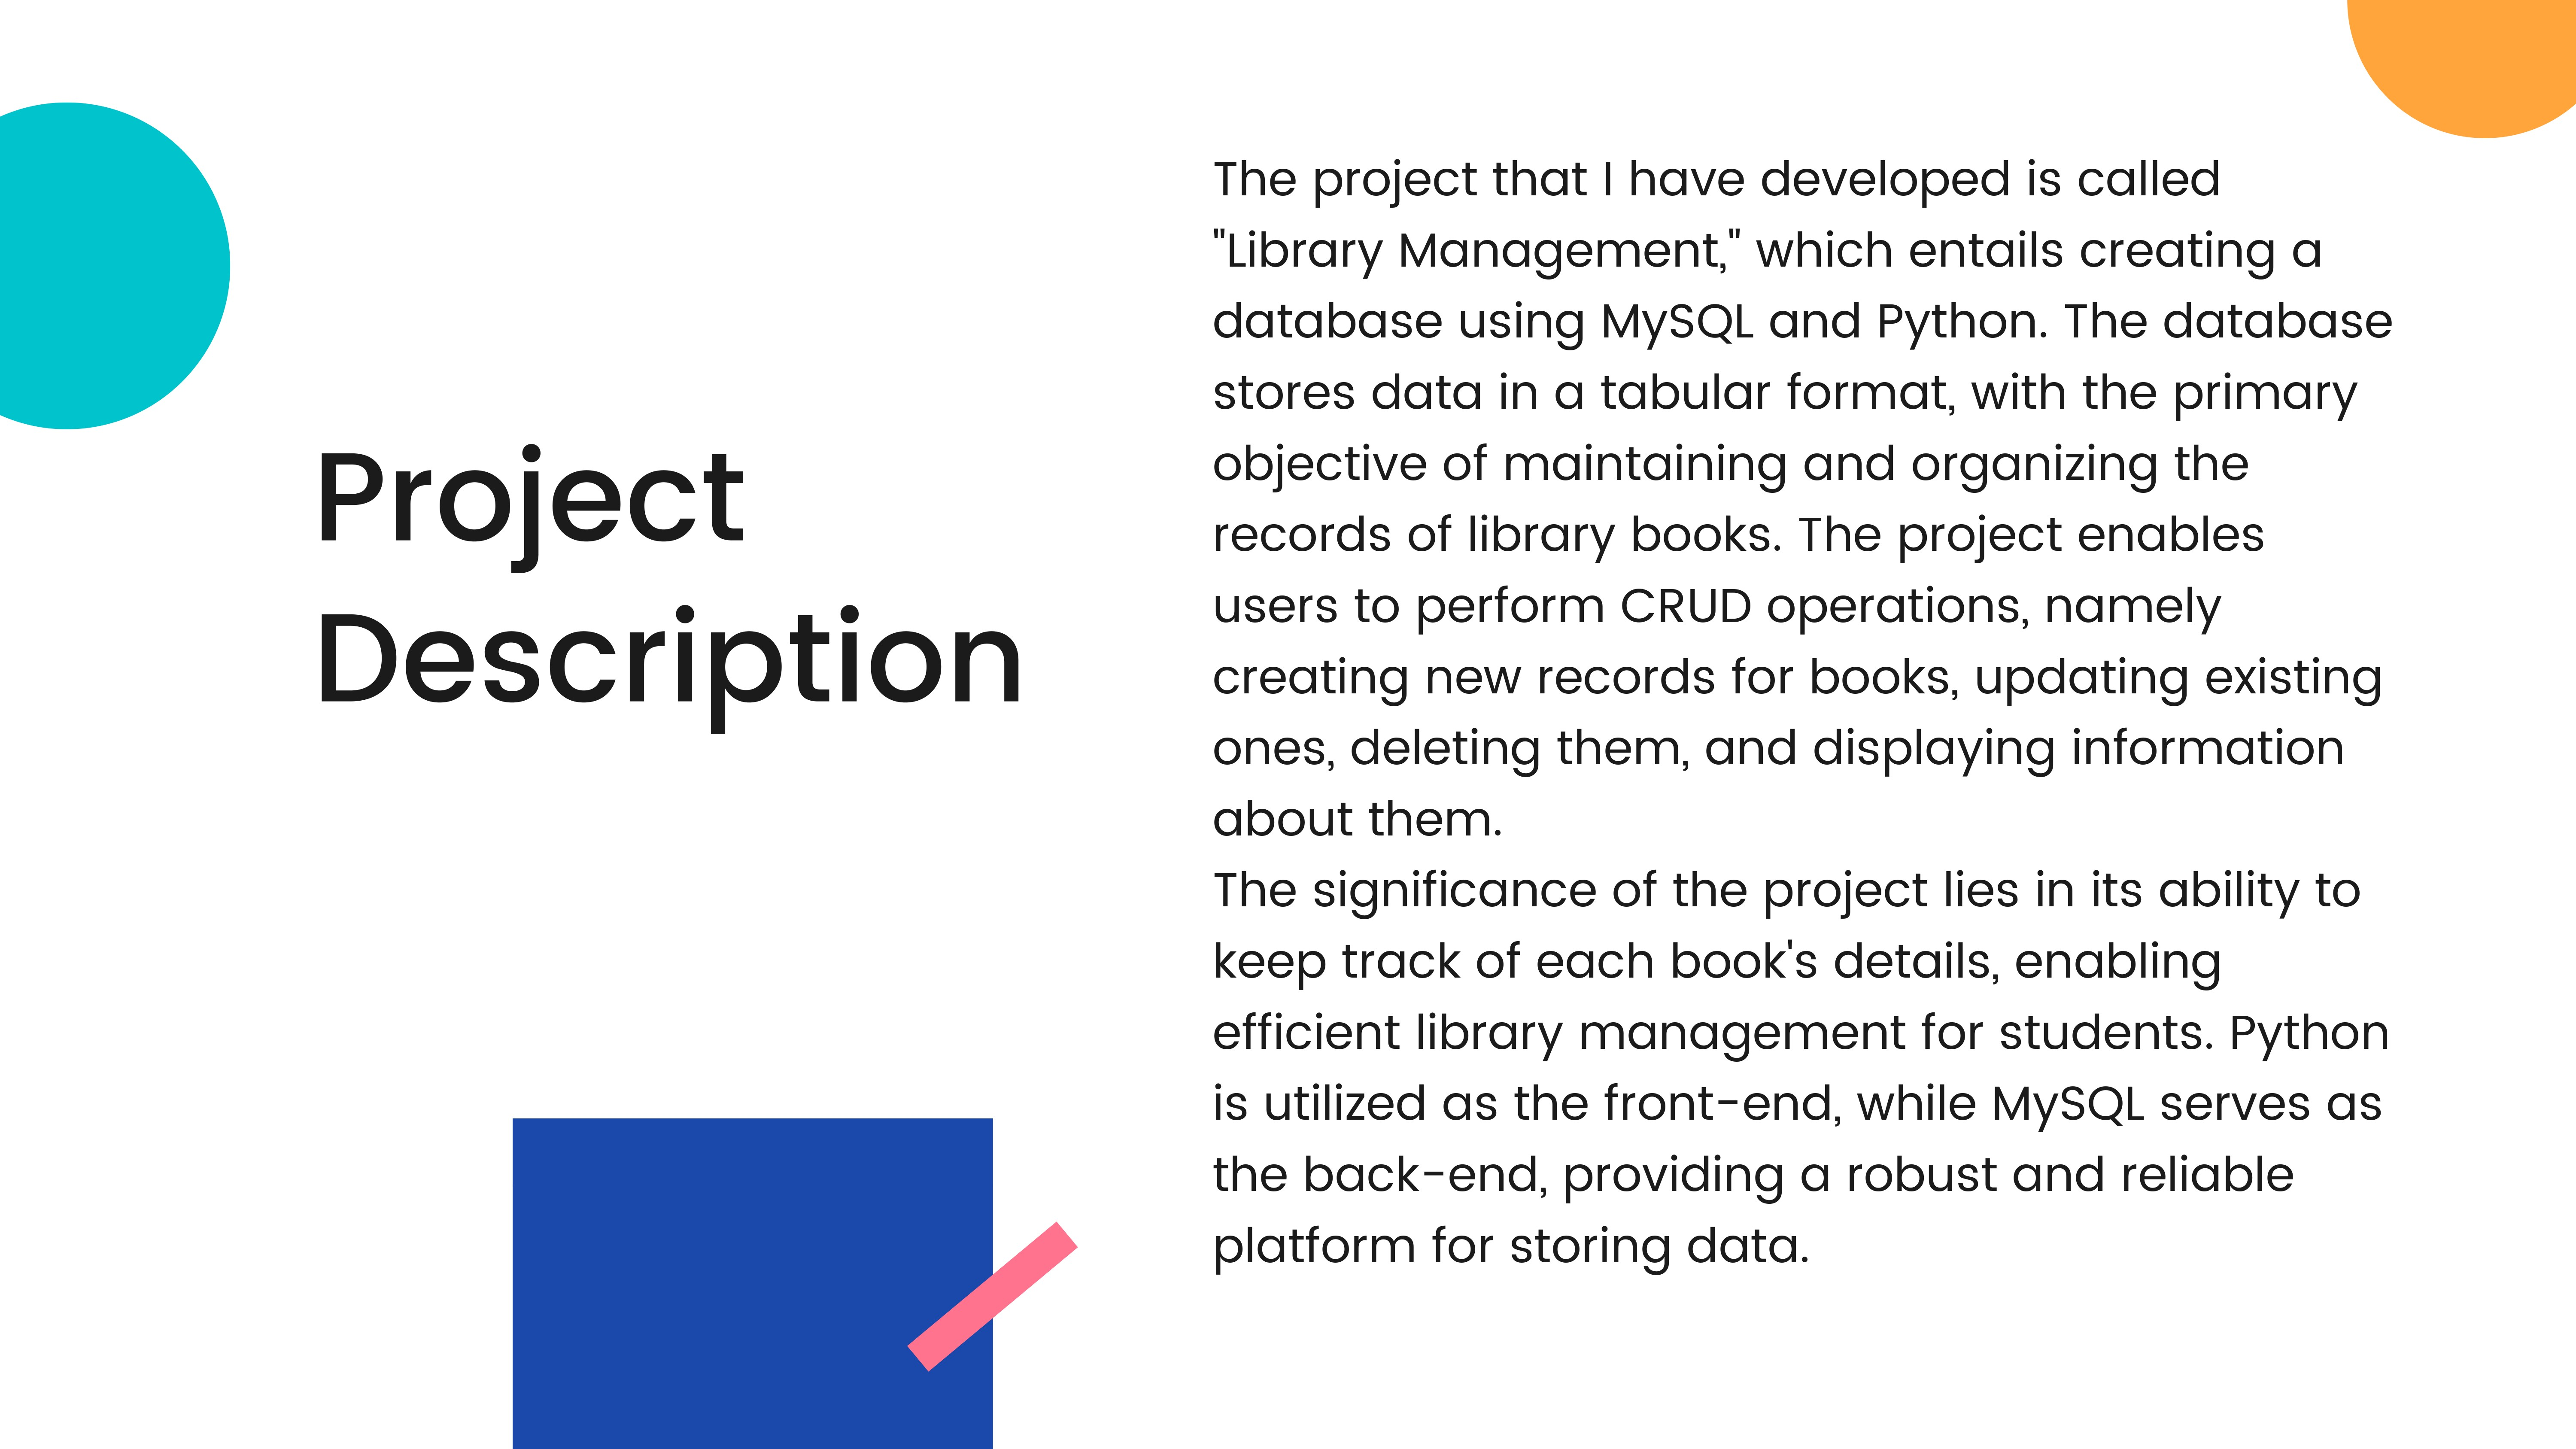 Project
Description
The project that I have developed is called
"Library Management," which entails creating a
database using MySQL and Python. The database
stores data in a tabular format, with the primary
objective of maintaining and organizing the
records of library books. The project enables
users to perform CRUD operations, namely
creating new records for books, updating existing
ones, deleting them, and displaying information
about them.
The significance of the project lies in its ability to
keep track of each book's details, enabling
efficient library management for students. Python
is utilized as the front-end, while MySQL serves as
the back-end, providing a robust and reliable
platform for storing data.